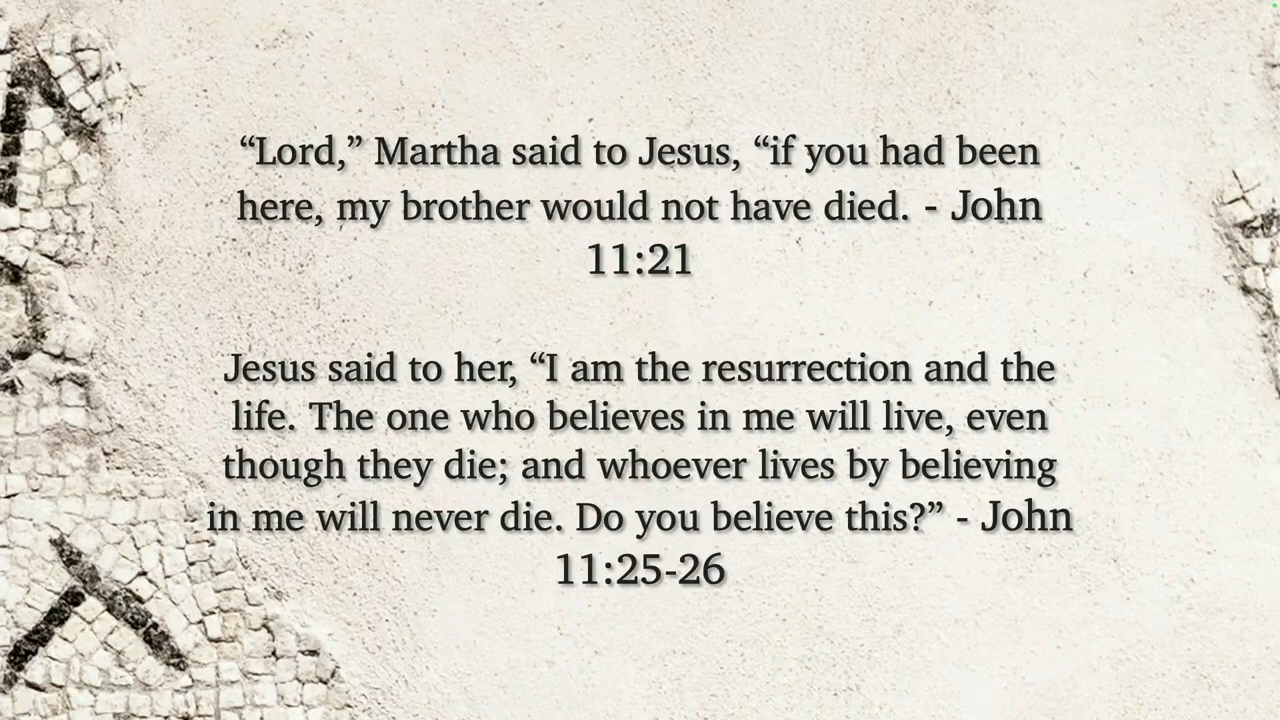 “Lord,” Martha said to Jesus, “if you had been
here, my brother would not have died. - John
11:21
Jesus said to her, “I am the resurrection and the
life. The one who believes in me will live, even
though they die; and whoever lives by believing
in me will never die. Do you believe this?” - John
11:25-26